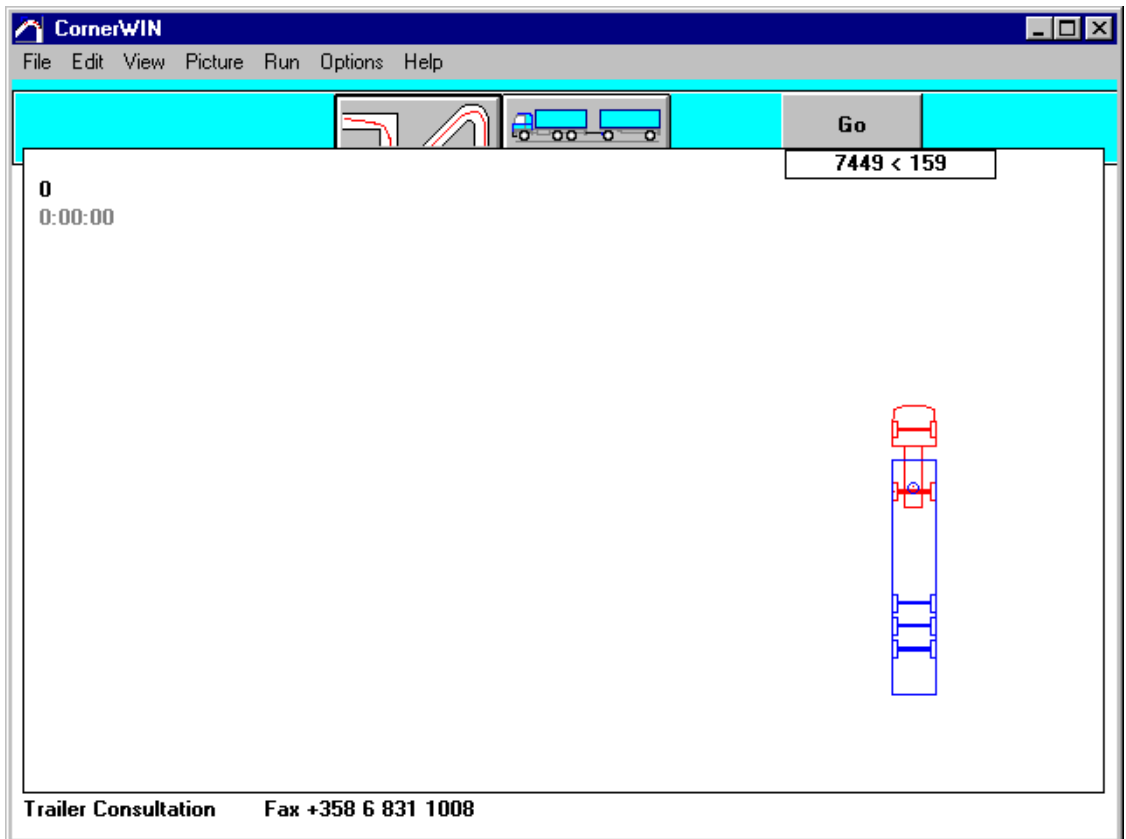 CornerWIN
File Edit View Picture Run Options Help
Go
7449 < 159
0
0:00:00
Trailer Consultation Fax +358 6 831 1008